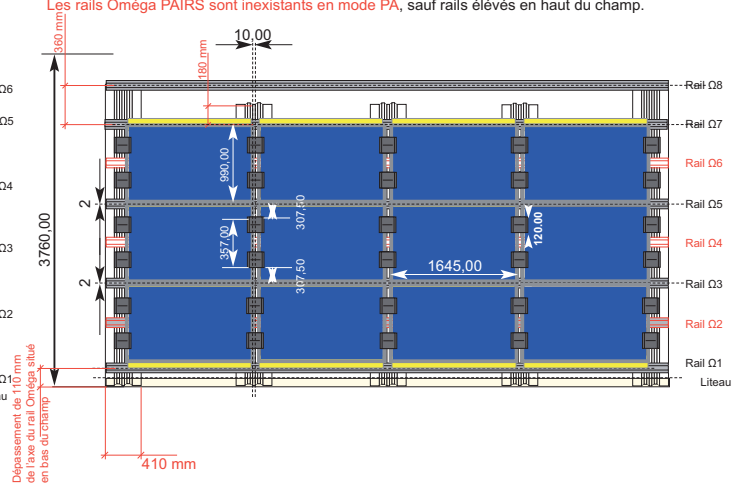 Les rails Oméga PAIRS sont inexistants en mode PA, sauf rails élévés en haut du champ.
360 mm
10,00
180 mm
Ω6
Rail Ω8
Ω5
Rail Ω7
990,00
Rail Ω6
Ω4
2
307,50
Rail Ω5
3760,00
357,00
120.00
Ω3
Rail Ω4
1645,00
2
307,50
Rail Ω3
Ω2
Rail Ω2
Rail Ω1
Ω1
Liteau
au
Dépassement de 110 mm
de l'axe du rail Oméga situé
en bas du champ
410 mm